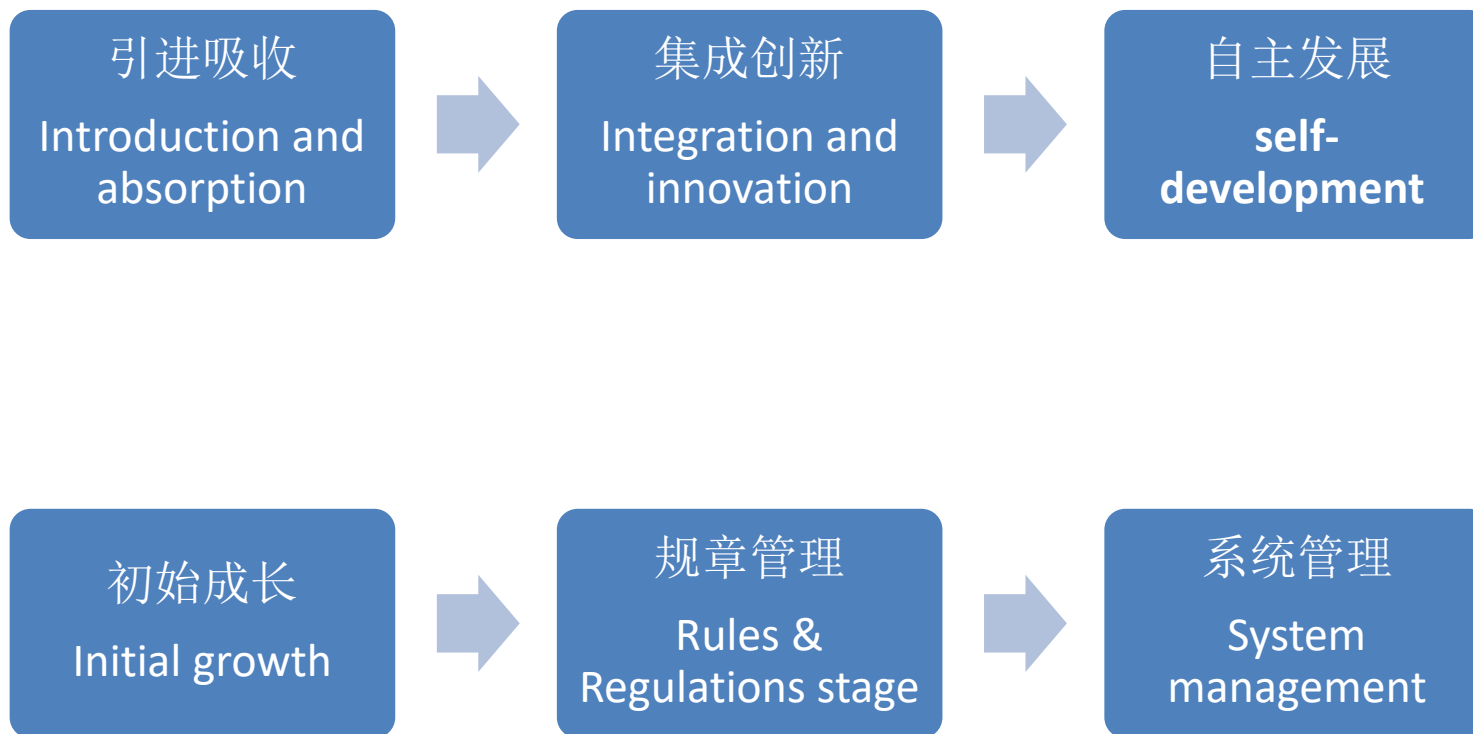 引进吸收
Introduction and
absorption
集成创新
Integration and
innovation
自主发展
self-
development
初始成长
Initial growth
规章管理
Rules &
Regulations stage
系统管理
System
management